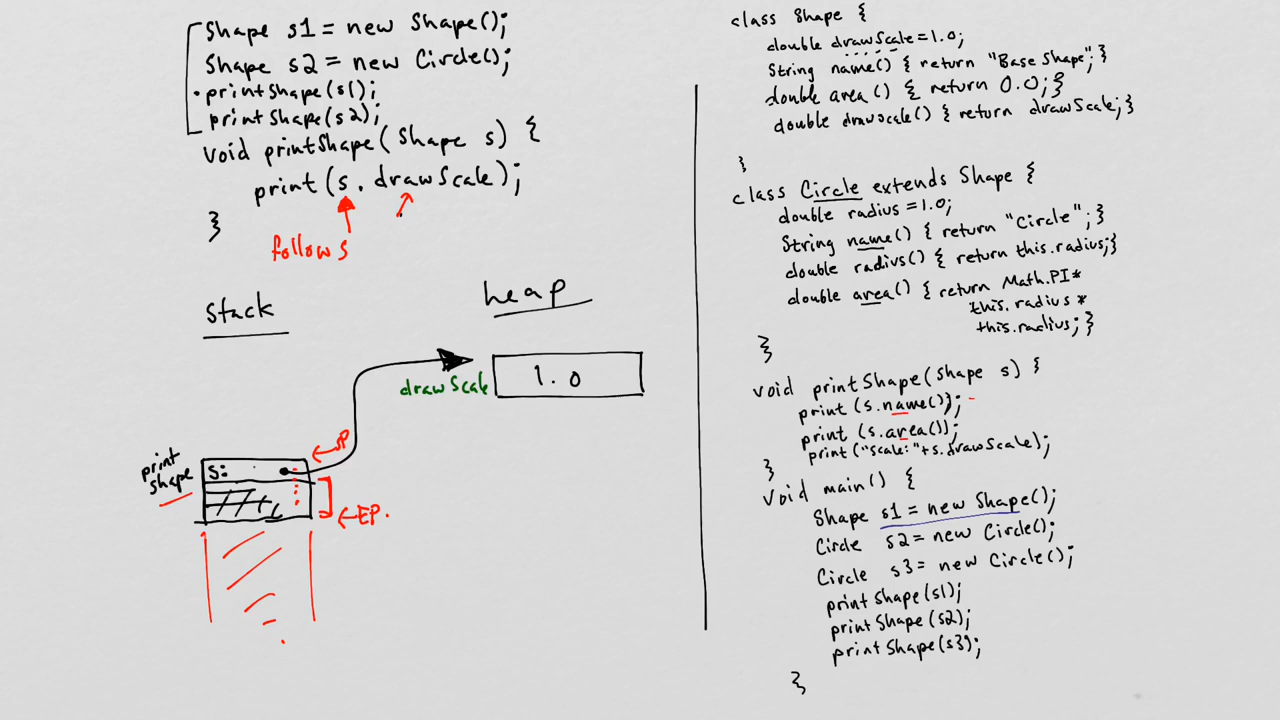 Shape s1 = new Shape();
Shape s2 = new Circle();
printShape(s1);
printShape(s2);
void printShape(Shape s) {
print(s.drawScale);
}
follow s
stack
heap
drawScale
1.0
print
shape
s:
SP
EP.
class Shape {
double drawScale=1.0;
String name() { return "Base Shape"; }
double area() { return 0.0; }
double drawscale() { return drawScale; }
}
class Circle extends Shape {
double radius = 1.0;
String name() { return "Circle"; }
double radius() { return this.radius; }
double area() { return Math.PI*
this.radius *
this.radius; }
}
void printShape(Shape s) {
print (s.name());
print (s.area());
print("Scale:"+s.drawScale);
}
void main() {
Shape s1 = new Shape();
Circle s2 = new Circle();
Circle s3 = new Circle();
printShape(s1);
printShape(s2);
printShape(s3);
}